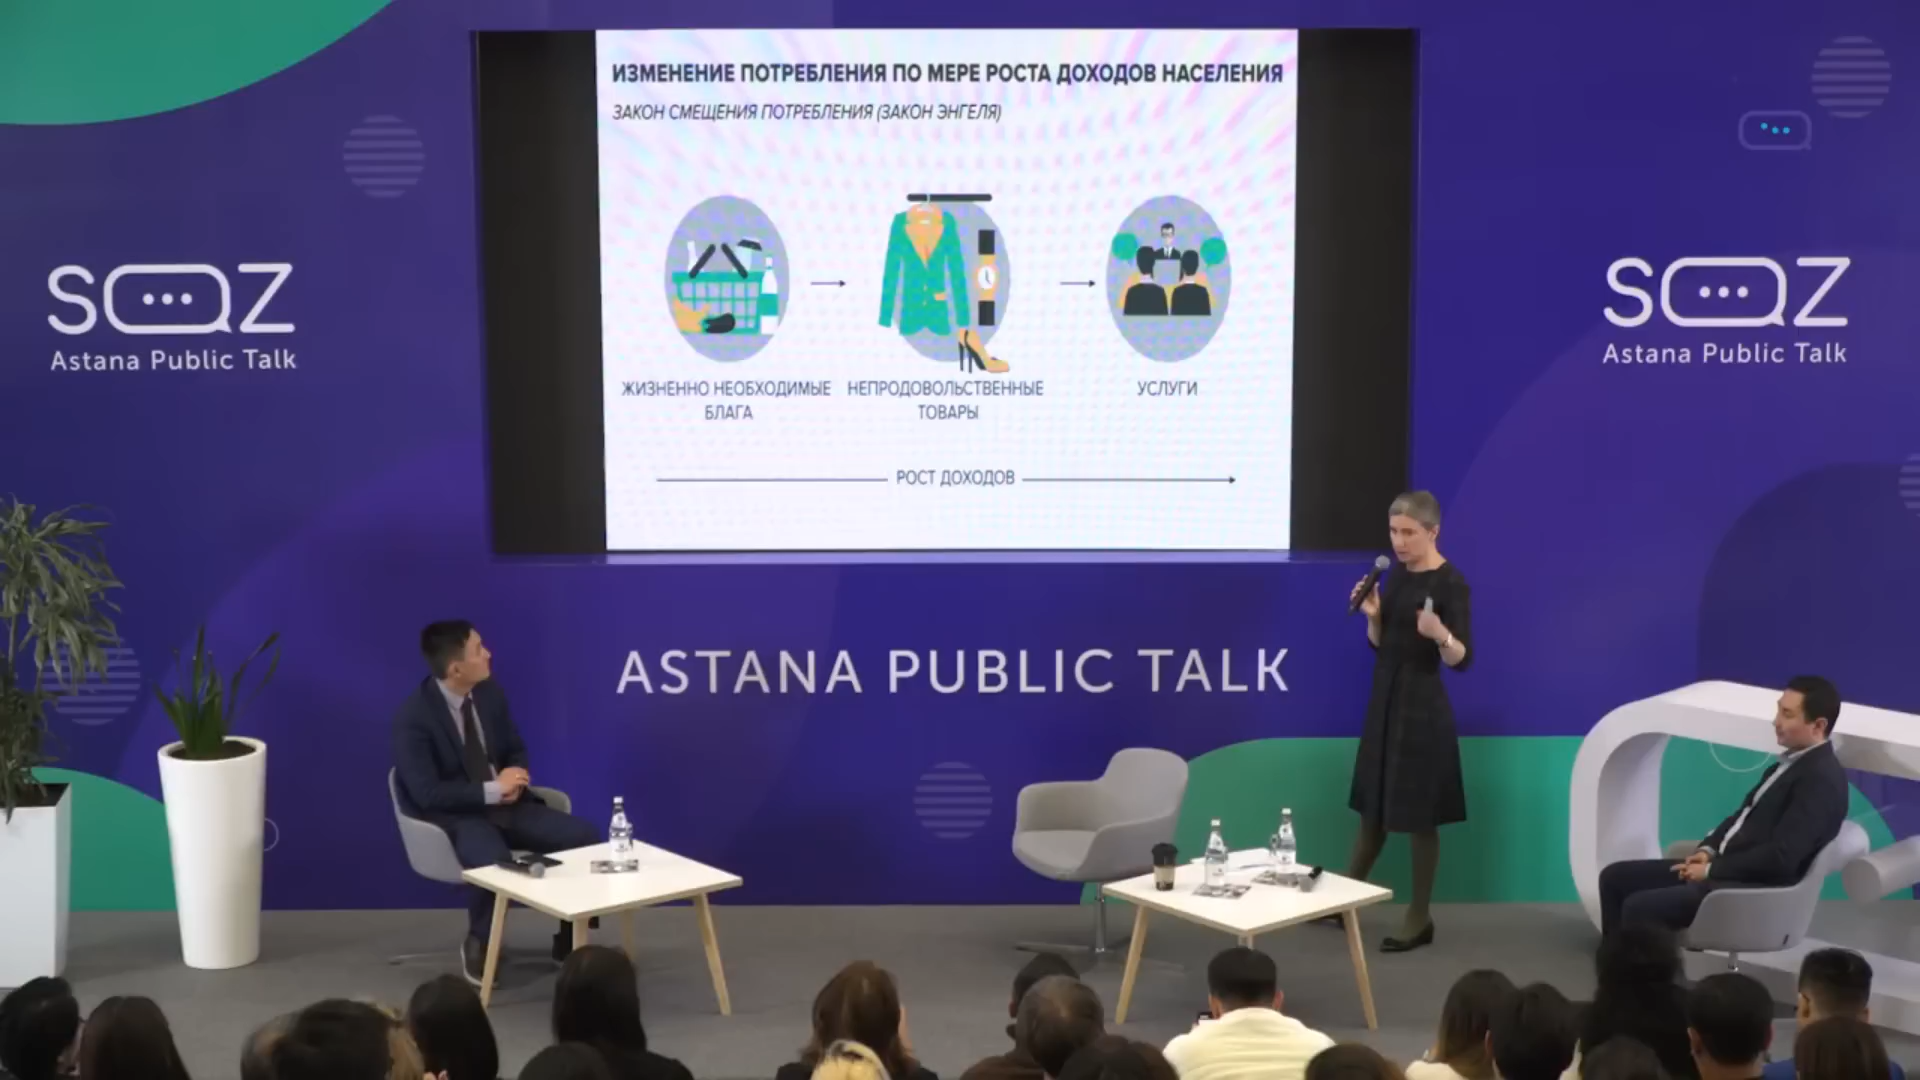 ИЗМЕНЕНИЕ ПОТРЕБЛЕНИЯ ПО МЕРЕ РОСТА ДОХОДОВ НАСЕЛЕНИЯ
ЗАКОН СМЕЩЕНИЯ ПОТРЕБЛЕНИЯ (ЗАКОН ЭНГЕЛЯ)
ЖИЗНЕННО НЕОБХОДИМЫЕ
БЛАГА
НЕПРОДОВОЛЬСТВЕННЫЕ
ТОВАРЫ
УСЛУГИ
РОСТ ДОХОДОВ
SOZ
Astana Public Talk
SOZ
Astana Public Talk
ASTANA PUBLIC TALK